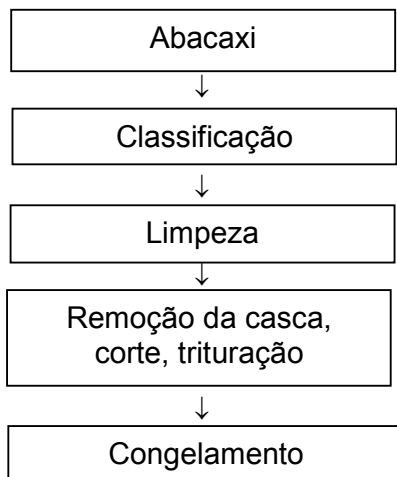 Abacaxi
↓
Classificação
↓
Limpeza
↓
Remoção da casca,
corte, trituração
↓
Congelamento